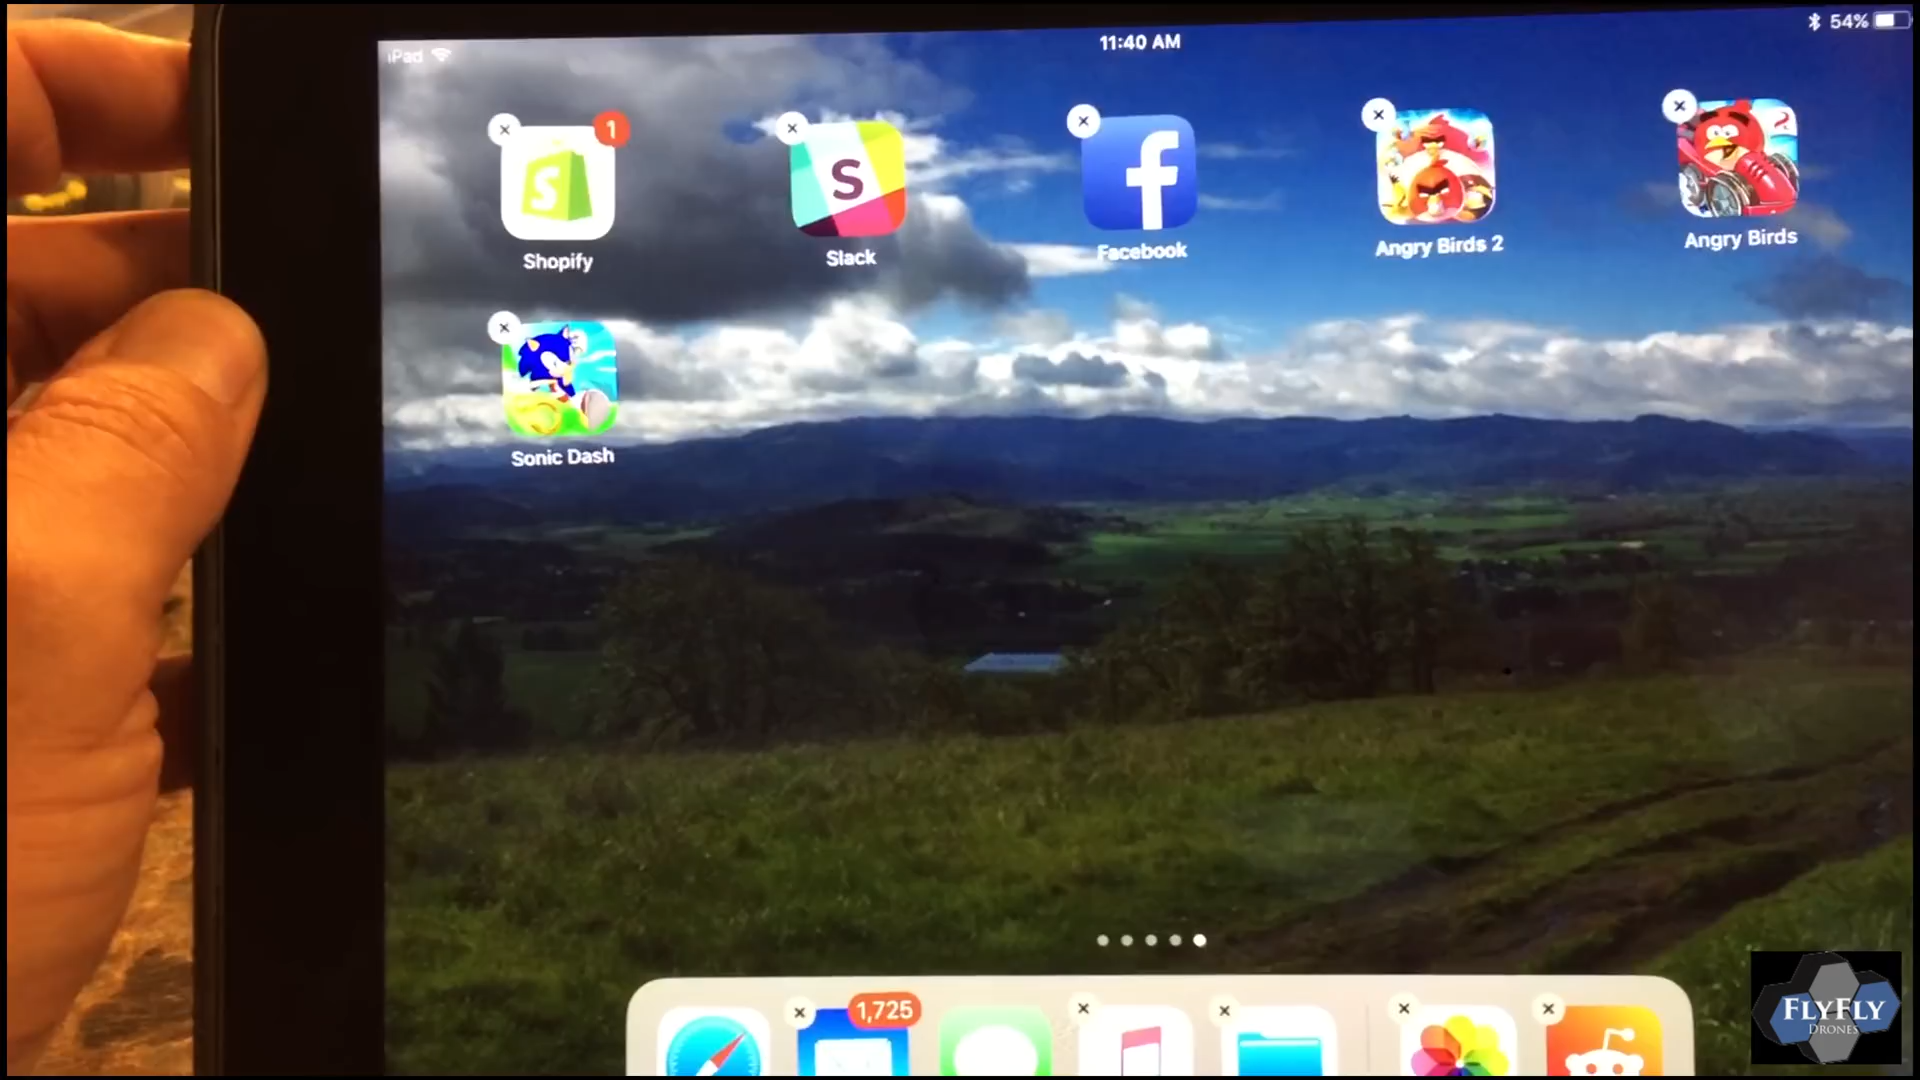 iPad
11:40 AM
54%
1
S
S
f
Shopify
Slack
Facebook
Angry Birds 2
Angry Birds
Sonic Dash
1,725
FLYFLY
DRONES